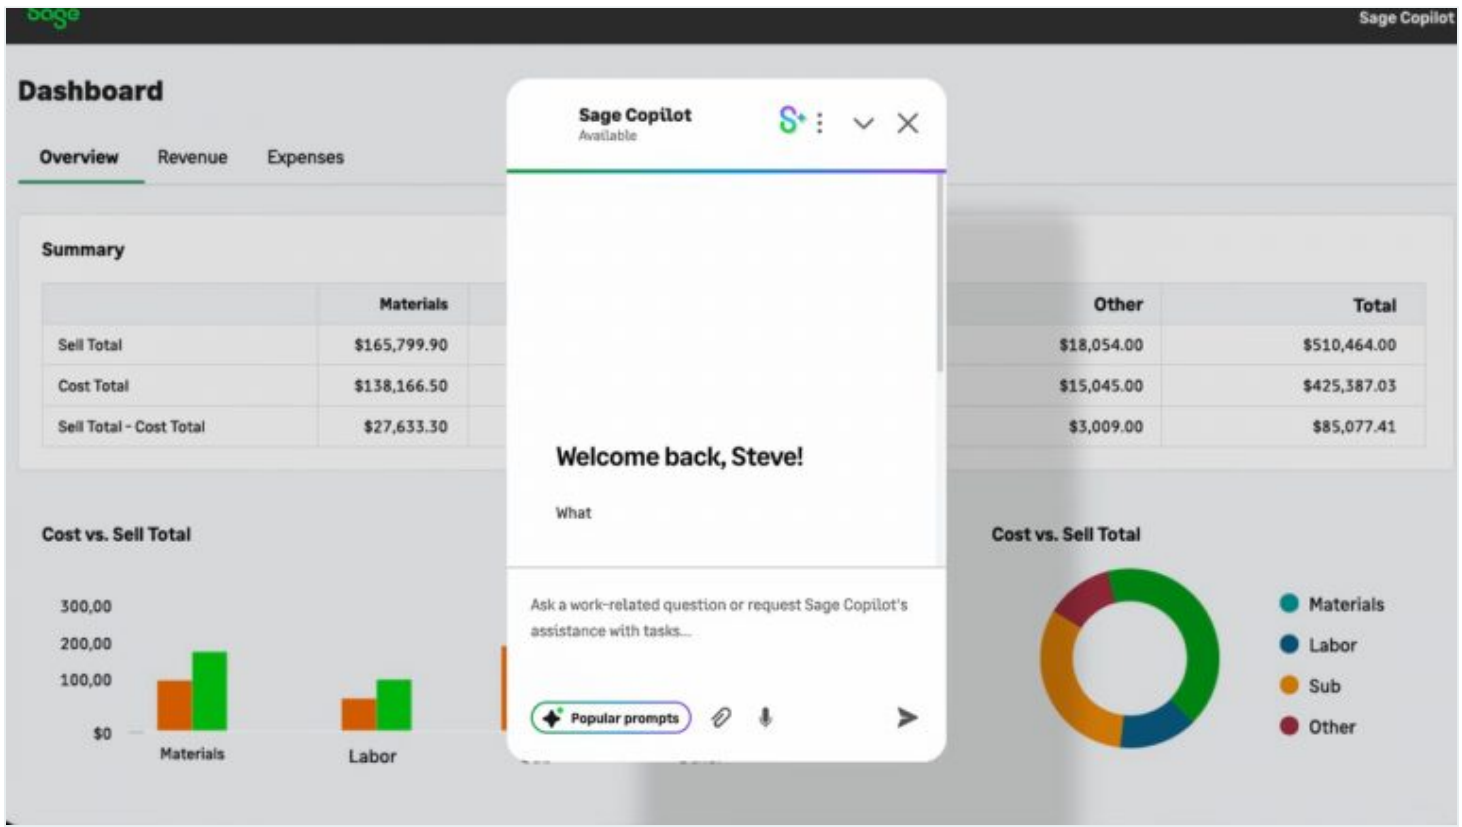 Sage
Sage Copilot
Dashboard
Overview Revenue Expenses
Summary
Materials Other Total
Sell Total $165,799.90 $18,054.00 $510,464.00
Cost Total $138,166.50 $15,045.00 $425,387.03
Sell Total - Cost Total $27,633.30 $3,009.00 $85,077.41
Cost vs. Sell Total
300,00
200,00
100,00
$0
Materials Labor
Sage Copilot
Available
Welcome back, Steve!
What
Ask a work-related question or request Sage Copilot's
assistance with tasks...
Popular prompts
Cost vs. Sell Total
Materials
Labor
Sub
Other